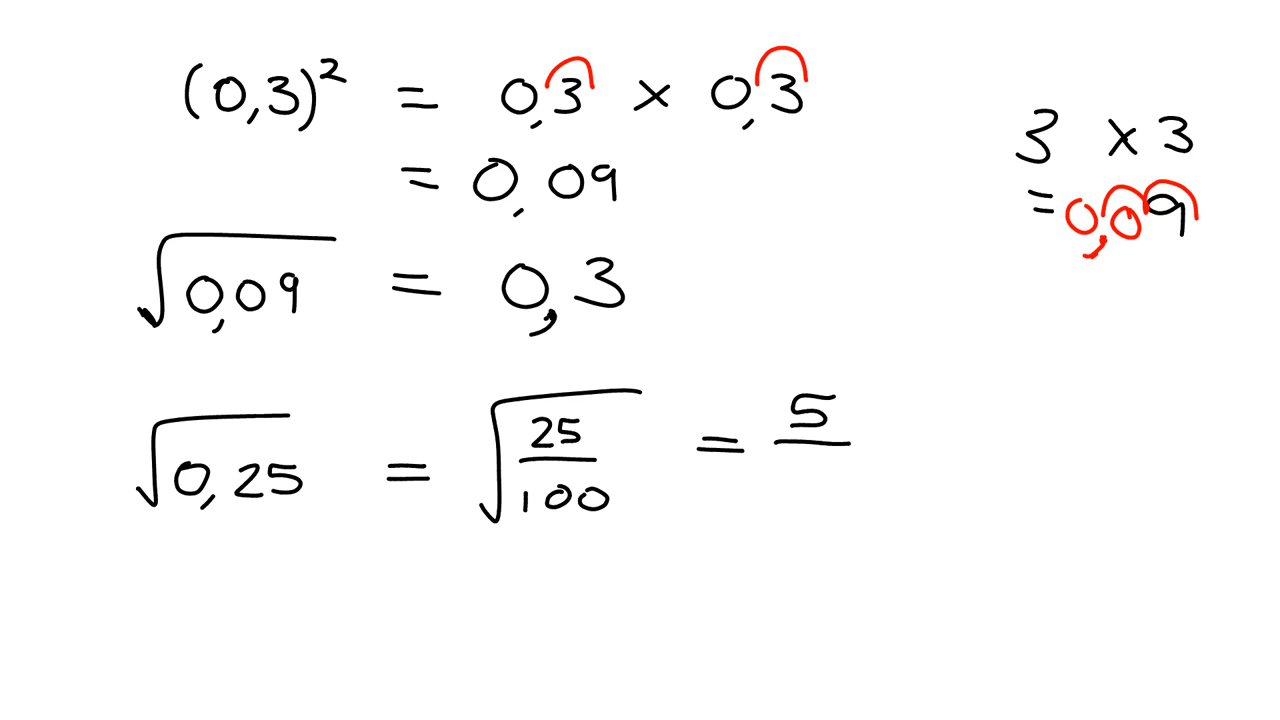 (0,3)² = 0,3 × 0,3
= 0,09
3 × 3
= 0,09
√0,09 = 0,3
√0,25 = √25/100 = 5/